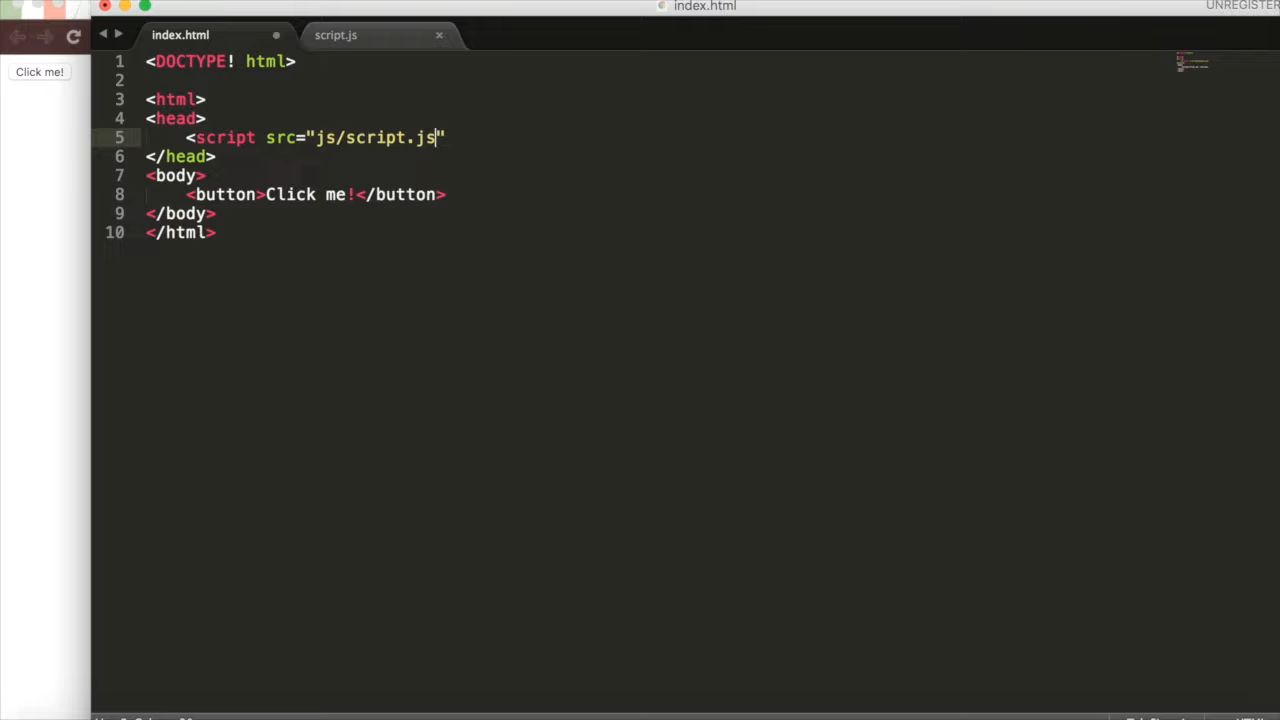 index.html
UNREGISTER
index.html
script.js
Click me!
1 <DOCTYPE! html>
2
3 <html>
4 <head>
5 <script src="js/script.js"
6 </head>
7 <body>
8 <button>Click me!</button>
9 </body>
10 </html>